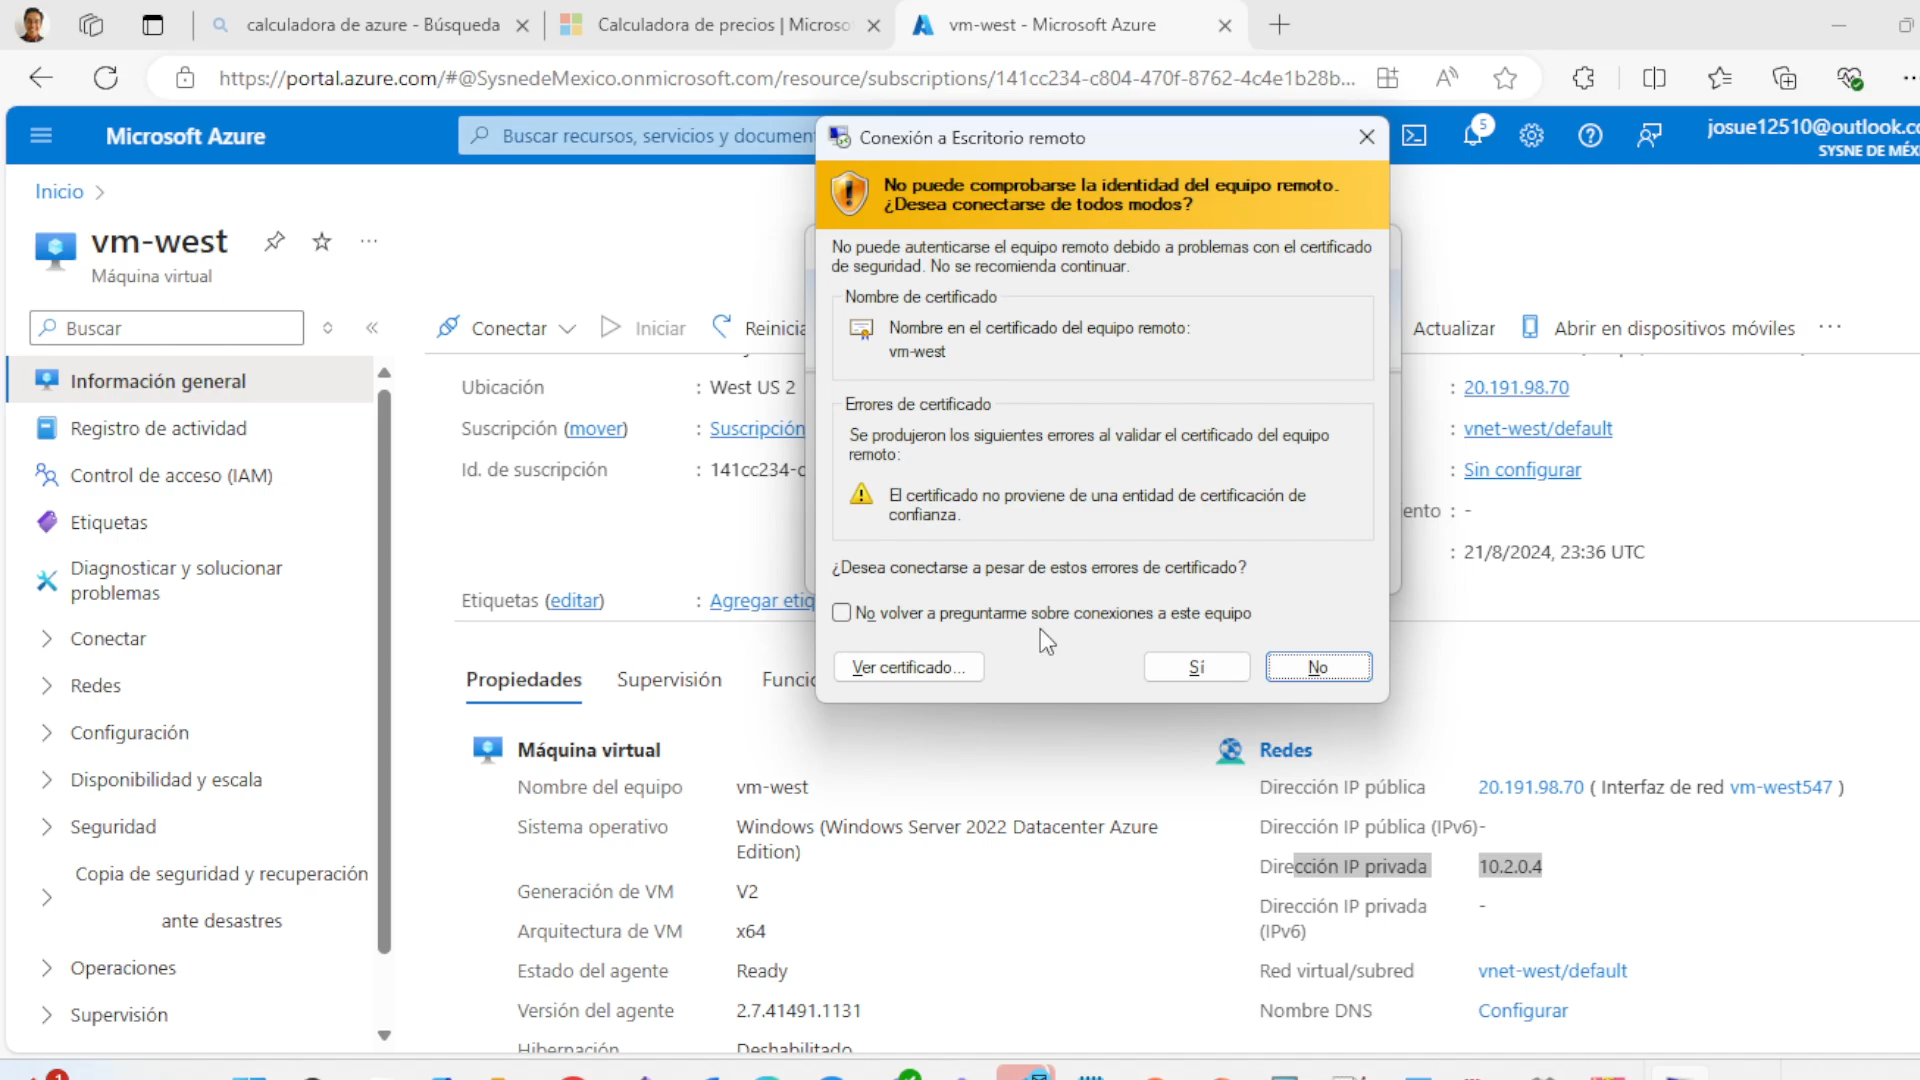 calculadora de azure - Búsqueda
Calculadora de precios | Microso
vm-west - Microsoft Azure
https://portal.azure.com/#@SysnedeMexico.onmicrosoft.com/resource/subscriptions/141cc234-c804-470f-8762-4c4e1b28b...
Microsoft Azure
Buscar recursos, servicios y document
5
josue12510@outlook.co
SYSNE DE MÉX
Inicio
vm-west
Máquina virtual
Buscar
Conectar
Iniciar
Reinicia
Actualizar
Abrir en dispositivos móviles
Información general
Registro de actividad
Control de acceso (IAM)
Etiquetas
Diagnosticar y solucionar
problemas
Conectar
Redes
Configuración
Disponibilidad y escala
Seguridad
Copia de seguridad y recuperación
ante desastres
Operaciones
Supervisión
Ubicación : West US 2
Suscripción (mover) : Suscripción
Id. de suscripción : 141cc234-c
Etiquetas (editar) : Agregar etiq
: 20.191.98.70
: vnet-west/default
: Sin configurar
ento : -
: 21/8/2024, 23:36 UTC
Conexión a Escritorio remoto
No puede comprobarse la identidad del equipo remoto.
¿Desea conectarse de todos modos?
No puede autenticarse el equipo remoto debido a problemas con el certificado
de seguridad. No se recomienda continuar.
Nombre de certificado
Nombre en el certificado del equipo remoto:
vm-west
Errores de certificado
Se produjeron los siguientes errores al validar el certificado del equipo
remoto:
El certificado no proviene de una entidad de certificación de
confianza.
¿Desea conectarse a pesar de estos errores de certificado?
No volver a preguntarme sobre conexiones a este equipo
Ver certificado...
Sí
No
Propiedades
Supervisión
Funcio
Máquina virtual
Nombre del equipo vm-west
Sistema operativo Windows (Windows Server 2022 Datacenter Azure
Edition)
Generación de VM V2
Arquitectura de VM x64
Estado del agente Ready
Versión del agente 2.7.41491.1131
Hibernación Deshabilitado
Redes
Dirección IP pública 20.191.98.70 ( Interfaz de red vm-west547 )
Dirección IP pública (IPv6)-
Dirección IP privada 10.2.0.4
Dirección IP privada -
(IPv6)
Red virtual/subred vnet-west/default
Nombre DNS Configurar
1